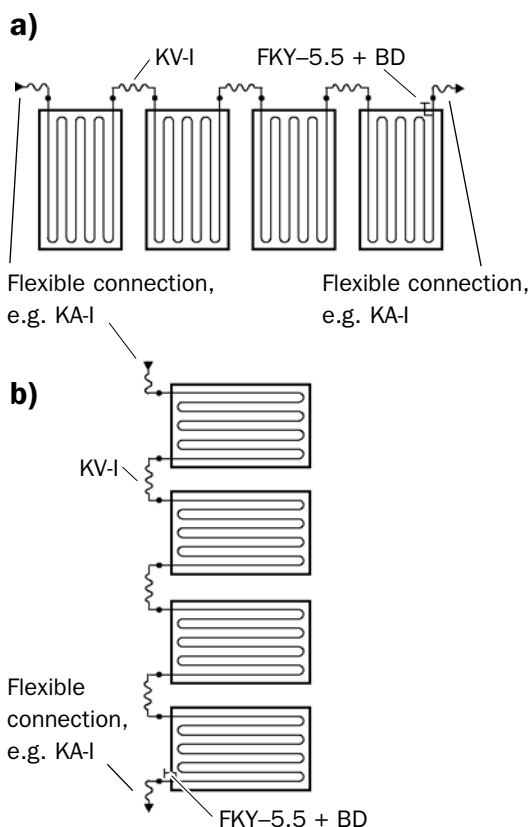 a)
KV-I
FKY–5.5 + BD
Flexible connection,
e.g. KA-I
Flexible connection,
e.g. KA-I
b)
KV-I
Flexible
connection,
e.g. KA-I
FKY–5.5 + BD